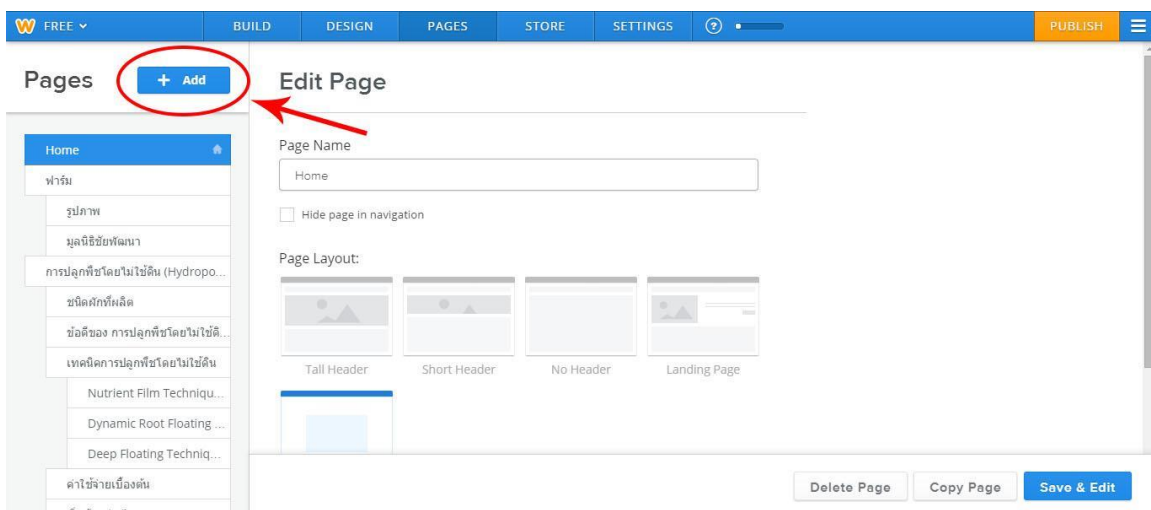 FREE BUILD DESIGN PAGES STORE SETTINGS ? PUBLISH
Pages
+ Add
Home
ฟาร์ม
รูปภาพ
มูลนิธิชัยพัฒนา
การปลูกพืชโดยไม่ใช้ดิน (Hydropo...
ชนิดผักที่ผลิต
ข้อดีของ การปลูกพืชโดยไม่ใช้ดิ...
เทคนิคการปลูกพืชโดยไม่ใช้ดิน
Nutrient Film Techniqu...
Dynamic Root Floating ...
Deep Floating Techniq...
ค่าใช้จ่ายเบื้องต้น
Edit Page
Page Name
Home
Hide page in navigation
Page Layout:
Tall Header Short Header No Header Landing Page
Delete Page Copy Page Save & Edit